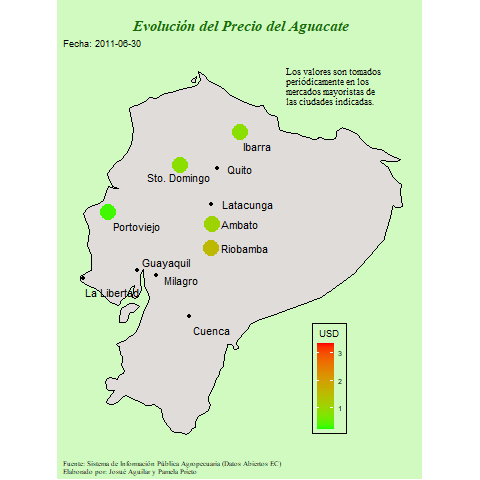 Evolución del Precio del Aguacate
Fecha: 2011-06-30
Los valores son tomados
periódicamente en los
mercados mayoristas de
las ciudades indicadas.
Ibarra
Quito
Sto. Domingo
Latacunga
Ambato
Portoviejo
Riobamba
Guayaquil
Milagro
La Libertad
Cuenca
USD
3
2
1
Fuente: Sistema de Información Pública Agropecuaria (Datos Abiertos EC)
Elaborado por: Josué Aguilar y Pamela Prieto